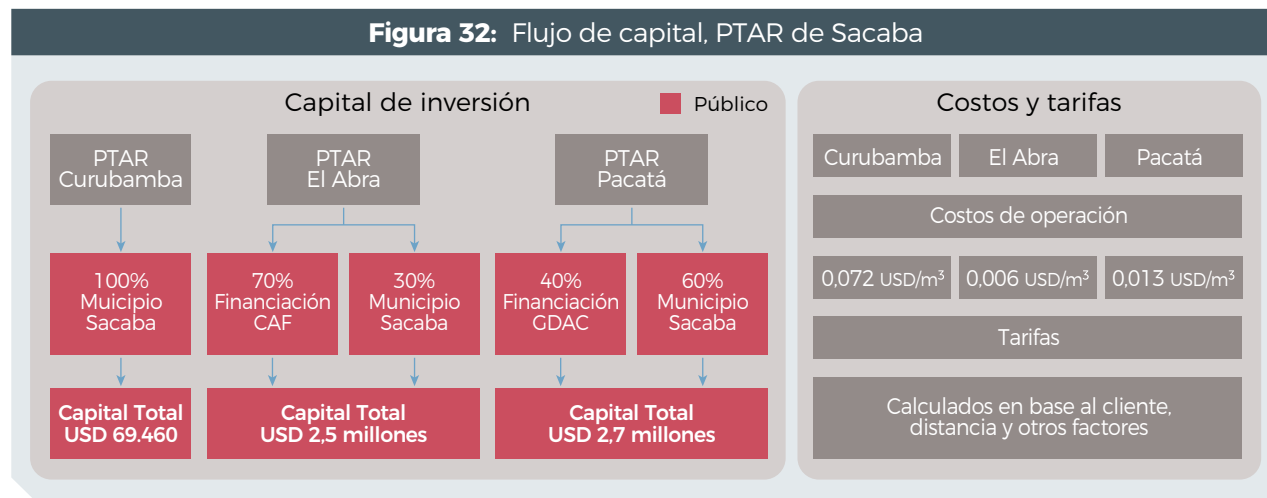 Figura 32: Flujo de capital, PTAR de Sacaba
Capital de inversión
Público
PTAR
Curubamba
PTAR
El Abra
PTAR
Pacatá
100%
Muicipio
Sacaba
70%
Financiación
CAF
30%
Municipio
Sacaba
40%
Financiación
GDAC
60%
Municipio
Sacaba
Capital Total
USD 69.460
Capital Total
USD 2,5 millones
Capital Total
USD 2,7 millones
Costos y tarifas
Curubamba
El Abra
Pacatá
Costos de operación
0,072 USD/m³
0,006 USD/m³
0,013 USD/m³
Tarifas
Calculados en base al cliente,
distancia y otros factores